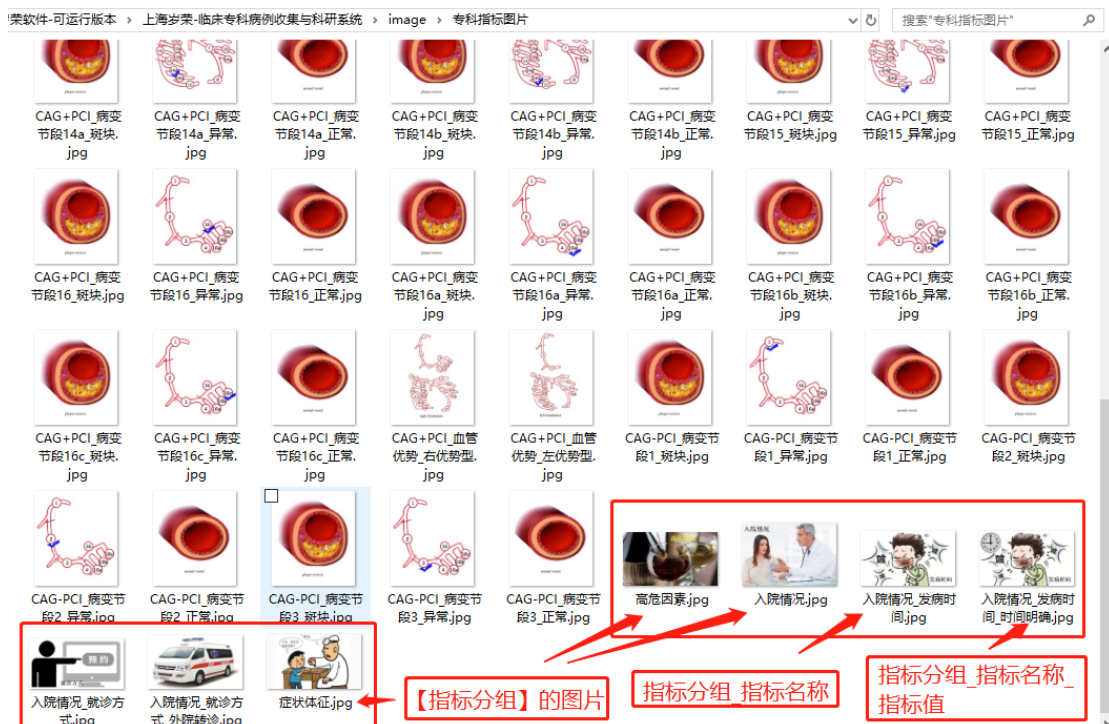 荣软件-可运行版本 › 上海岁荣-临床专科病例收集与科研系统 › image › 专科指标图片
搜索"专科指标图片"
CAG+PCI_病变
节段14a_斑块.
jpg
CAG+PCI_病变
节段14a_异常.
jpg
CAG+PCI_病变
节段14a_正常.
jpg
CAG+PCI_病变
节段14b_斑块.
jpg
CAG+PCI_病变
节段14b_异常.
jpg
CAG+PCI_病变
节段14b_正常.
jpg
CAG+PCI_病变
节段15_斑块.jpg
CAG+PCI_病变
节段15_异常.jpg
CAG+PCI_病变
节段15_正常.jpg
CAG+PCI_病变
节段16_斑块.jpg
CAG+PCI_病变
节段16_异常.jpg
CAG+PCI_病变
节段16_正常.jpg
CAG+PCI_病变
节段16a_斑块.
jpg
CAG+PCI_病变
节段16a_异常.
jpg
CAG+PCI_病变
节段16a_正常.
jpg
CAG+PCI_病变
节段16b_斑块.
jpg
CAG+PCI_病变
节段16b_异常.
jpg
CAG+PCI_病变
节段16b_正常.
jpg
CAG+PCI_病变
节段16c_斑块.
jpg
CAG+PCI_病变
节段16c_异常.
jpg
CAG+PCI_病变
节段16c_正常.
jpg
CAG+PCI_血管
优势_右优势型.
jpg
CAG+PCI_血管
优势_左优势型.
jpg
CAG-PCI_病变节
段1_斑块.jpg
CAG-PCI_病变节
段1_异常.jpg
CAG-PCI_病变节
段1_正常.jpg
CAG-PCI_病变节
段2_斑块.jpg
CAG-PCI_病变节
段2_异常.jpg
CAG-PCI_病变节
段2_正常.jpg
CAG-PCI_病变节
段3_斑块.jpg
CAG-PCI_病变节
段3_异常.jpg
CAG-PCI_病变节
段3_正常.jpg
高危因素.jpg
入院情况
入院情况.jpg
发病时间
入院情况_发病时
间.jpg
发病时间
入院情况_发病时
间_时间明确.jpg
预约
入院情况_就诊方
式.jpg
入院情况_就诊方
式_外院转诊.jpg
症状体征.jpg
【指标分组】的图片
指标分组_指标名称
指标分组_指标名称_
指标值